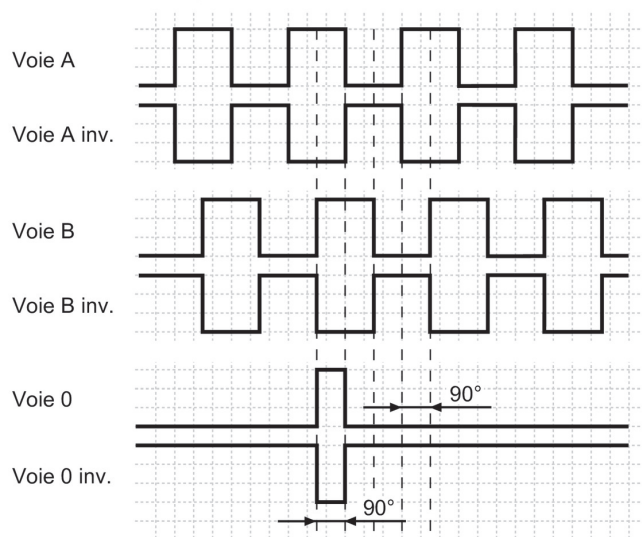 Voie A
Voie A inv.
Voie B
Voie B inv.
Voie 0
90°
Voie 0 inv.
90°